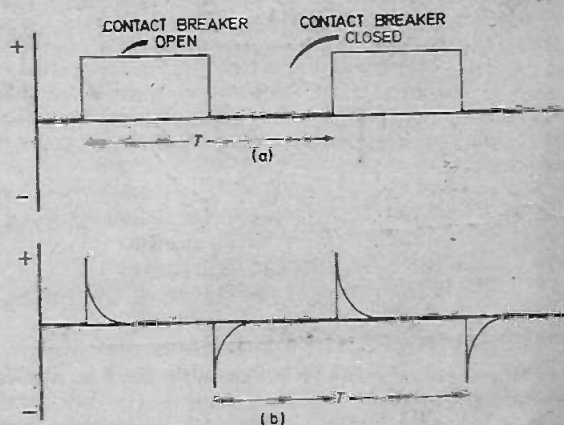 CONTACT BREAKER
OPEN
CONTACT BREAKER
CLOSED
+
T
-
(a)
+
T
-
(b)